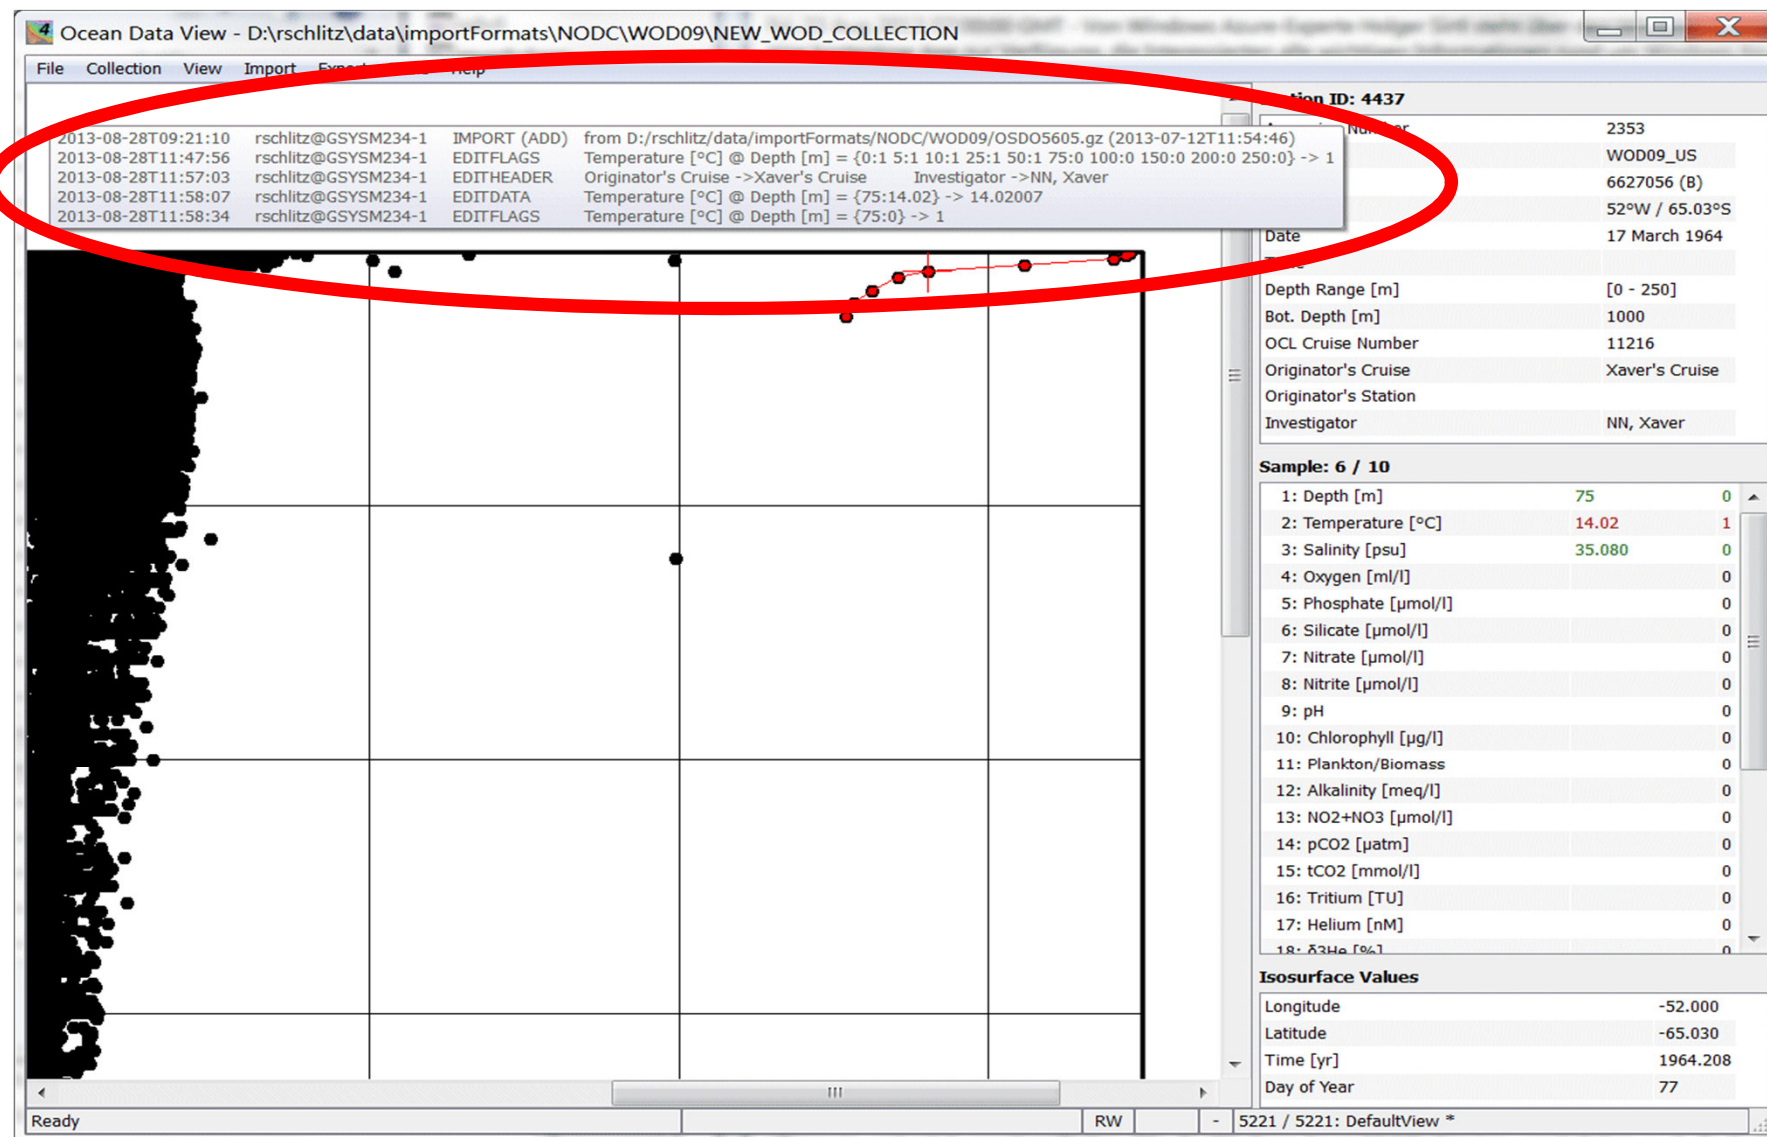 Ocean Data View - D:\rschlitz\data\importFormats\NODC\WOD09\NEW_WOD_COLLECTION
File Collection View Import
2013-08-28T09:21:10 rschlitz@GSYSM234-1 IMPORT (ADD) from D:/rschlitz/data/importFormats/NODC/WOD09/OSDO5605.gz (2013-07-12T11:54:46)
2013-08-28T11:47:56 rschlitz@GSYSM234-1 EDITFLAGS Temperature [°C] @ Depth [m] = {0:1 5:1 10:1 25:1 50:1 75:0 100:0 150:0 200:0 250:0} -> 1
2013-08-28T11:57:03 rschlitz@GSYSM234-1 EDITHEADER Originator's Cruise ->Xaver's Cruise Investigator ->NN, Xaver
2013-08-28T11:58:07 rschlitz@GSYSM234-1 EDITDATA Temperature [°C] @ Depth [m] = {75:14.02} -> 14.02007
2013-08-28T11:58:34 rschlitz@GSYSM234-1 EDITFLAGS Temperature [°C] @ Depth [m] = {75:0} -> 1
ID: 4437
2353
WOD09_US
6627056 (B)
52°W / 65.03°S
Date 17 March 1964
Depth Range [m] [0 - 250]
Bot. Depth [m] 1000
OCL Cruise Number 11216
Originator's Cruise Xaver's Cruise
Originator's Station
Investigator NN, Xaver
Sample: 6 / 10
1: Depth [m] 75 0
2: Temperature [°C] 14.02 1
3: Salinity [psu] 35.080 0
4: Oxygen [ml/l] 0
5: Phosphate [µmol/l] 0
6: Silicate [µmol/l] 0
7: Nitrate [µmol/l] 0
8: Nitrite [µmol/l] 0
9: pH 0
10: Chlorophyll [µg/l] 0
11: Plankton/Biomass 0
12: Alkalinity [meq/l] 0
13: NO2+NO3 [µmol/l] 0
14: pCO2 [µatm] 0
15: tCO2 [mmol/l] 0
16: Tritium [TU] 0
17: Helium [nM] 0
18: δ3He [%] 0
Isosurface Values
Longitude -52.000
Latitude -65.030
Time [yr] 1964.208
Day of Year 77
Ready RW - 5221 / 5221: DefaultView *